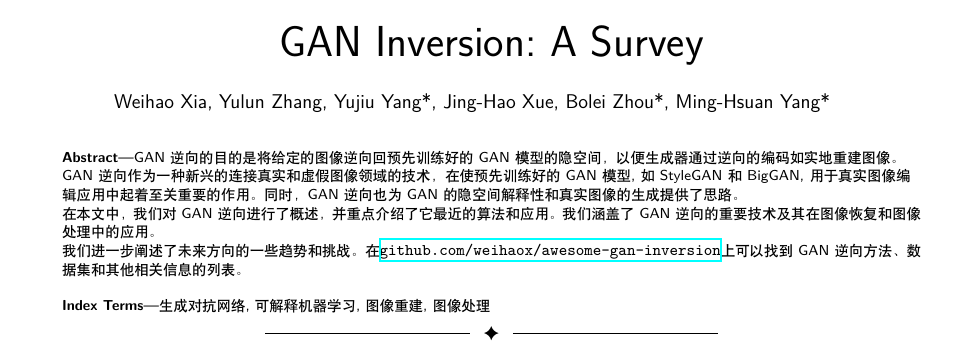 GAN Inversion: A Survey
Weihao Xia, Yulun Zhang, Yujiu Yang*, Jing-Hao Xue, Bolei Zhou*, Ming-Hsuan Yang*
Abstract—GAN 逆向的目的是将给定的图像逆向回预先训练好的 GAN 模型的隐空间，以便生成器通过逆向的编码如实地重建图像。
GAN 逆向作为一种新兴的连接真实和虚假图像领域的技术，在使预先训练好的 GAN 模型, 如 StyleGAN 和 BigGAN, 用于真实图像编
辑应用中起着至关重要的作用。同时，GAN 逆向也为 GAN 的隐空间解释性和真实图像的生成提供了思路。
在本文中，我们对 GAN 逆向进行了概述，并重点介绍了它最近的算法和应用。我们涵盖了 GAN 逆向的重要技术及其在图像恢复和图像
处理中的应用。
我们进一步阐述了未来方向的一些趋势和挑战。在github.com/weihaox/awesome-gan-inversion上可以找到 GAN 逆向方法、数
据集和其他相关信息的列表。
Index Terms—生成对抗网络, 可解释机器学习, 图像重建, 图像处理